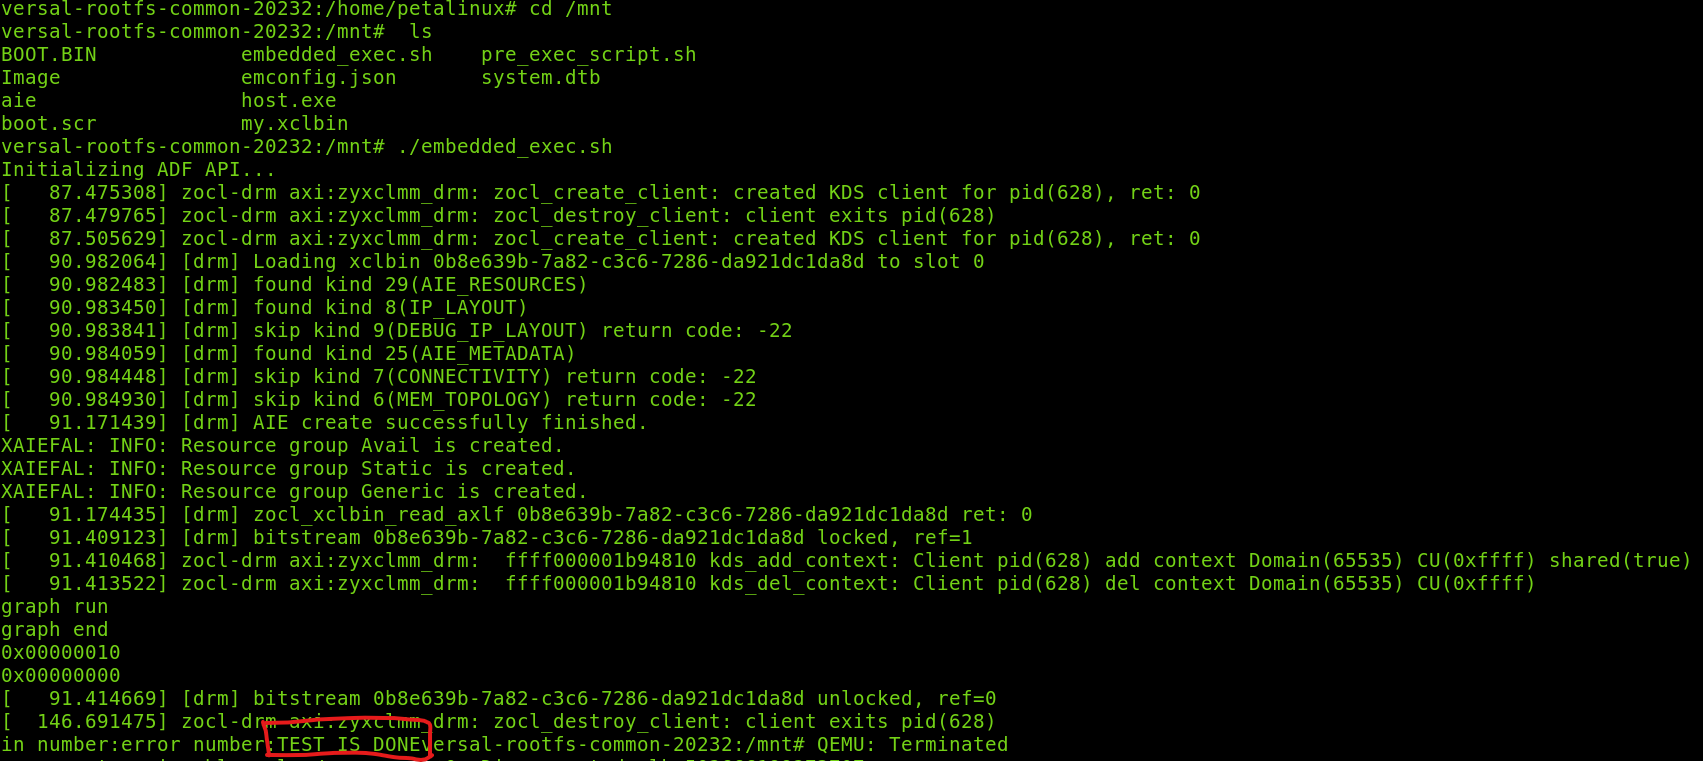 versal-rootfs-common-20232:/home/petalinux# cd /mnt
versal-rootfs-common-20232:/mnt#  ls
BOOT.BIN            embedded_exec.sh    pre_exec_script.sh
Image               emconfig.json       system.dtb
aie                 host.exe
boot.scr            my.xclbin
versal-rootfs-common-20232:/mnt# ./embedded_exec.sh
Initializing ADF API...
[   87.475308] zocl-drm axi:zyxclmm_drm: zocl_create_client: created KDS client for pid(628), ret: 0
[   87.479765] zocl-drm axi:zyxclmm_drm: zocl_destroy_client: client exits pid(628)
[   87.505629] zocl-drm axi:zyxclmm_drm: zocl_create_client: created KDS client for pid(628), ret: 0
[   90.982064] [drm] Loading xclbin 0b8e639b-7a82-c3c6-7286-da921dc1da8d to slot 0
[   90.982483] [drm] found kind 29(AIE_RESOURCES)
[   90.983450] [drm] found kind 8(IP_LAYOUT)
[   90.983841] [drm] skip kind 9(DEBUG_IP_LAYOUT) return code: -22
[   90.984059] [drm] found kind 25(AIE_METADATA)
[   90.984448] [drm] skip kind 7(CONNECTIVITY) return code: -22
[   90.984930] [drm] skip kind 6(MEM_TOPOLOGY) return code: -22
[   91.171439] [drm] AIE create successfully finished.
XAIEFAL: INFO: Resource group Avail is created.
XAIEFAL: INFO: Resource group Static is created.
XAIEFAL: INFO: Resource group Generic is created.
[   91.174435] [drm] zocl_xclbin_read_axlf 0b8e639b-7a82-c3c6-7286-da921dc1da8d ret: 0
[   91.409123] [drm] bitstream 0b8e639b-7a82-c3c6-7286-da921dc1da8d locked, ref=1
[   91.410468] zocl-drm axi:zyxclmm_drm:  ffff000001b94810 kds_add_context: Client pid(628) add context Domain(65535) CU(0xffff) shared(true)
[   91.413522] zocl-drm axi:zyxclmm_drm:  ffff000001b94810 kds_del_context: Client pid(628) del context Domain(65535) CU(0xffff)
graph run
graph end
0x00000010
0x00000000
[   91.414669] [drm] bitstream 0b8e639b-7a82-c3c6-7286-da921dc1da8d unlocked, ref=0
[  146.691475] zocl-drm axi:zyxclmm_drm: zocl_destroy_client: client exits pid(628)
in number:error number:TEST IS DONEversal-rootfs-common-20232:/mnt# QEMU: Terminated